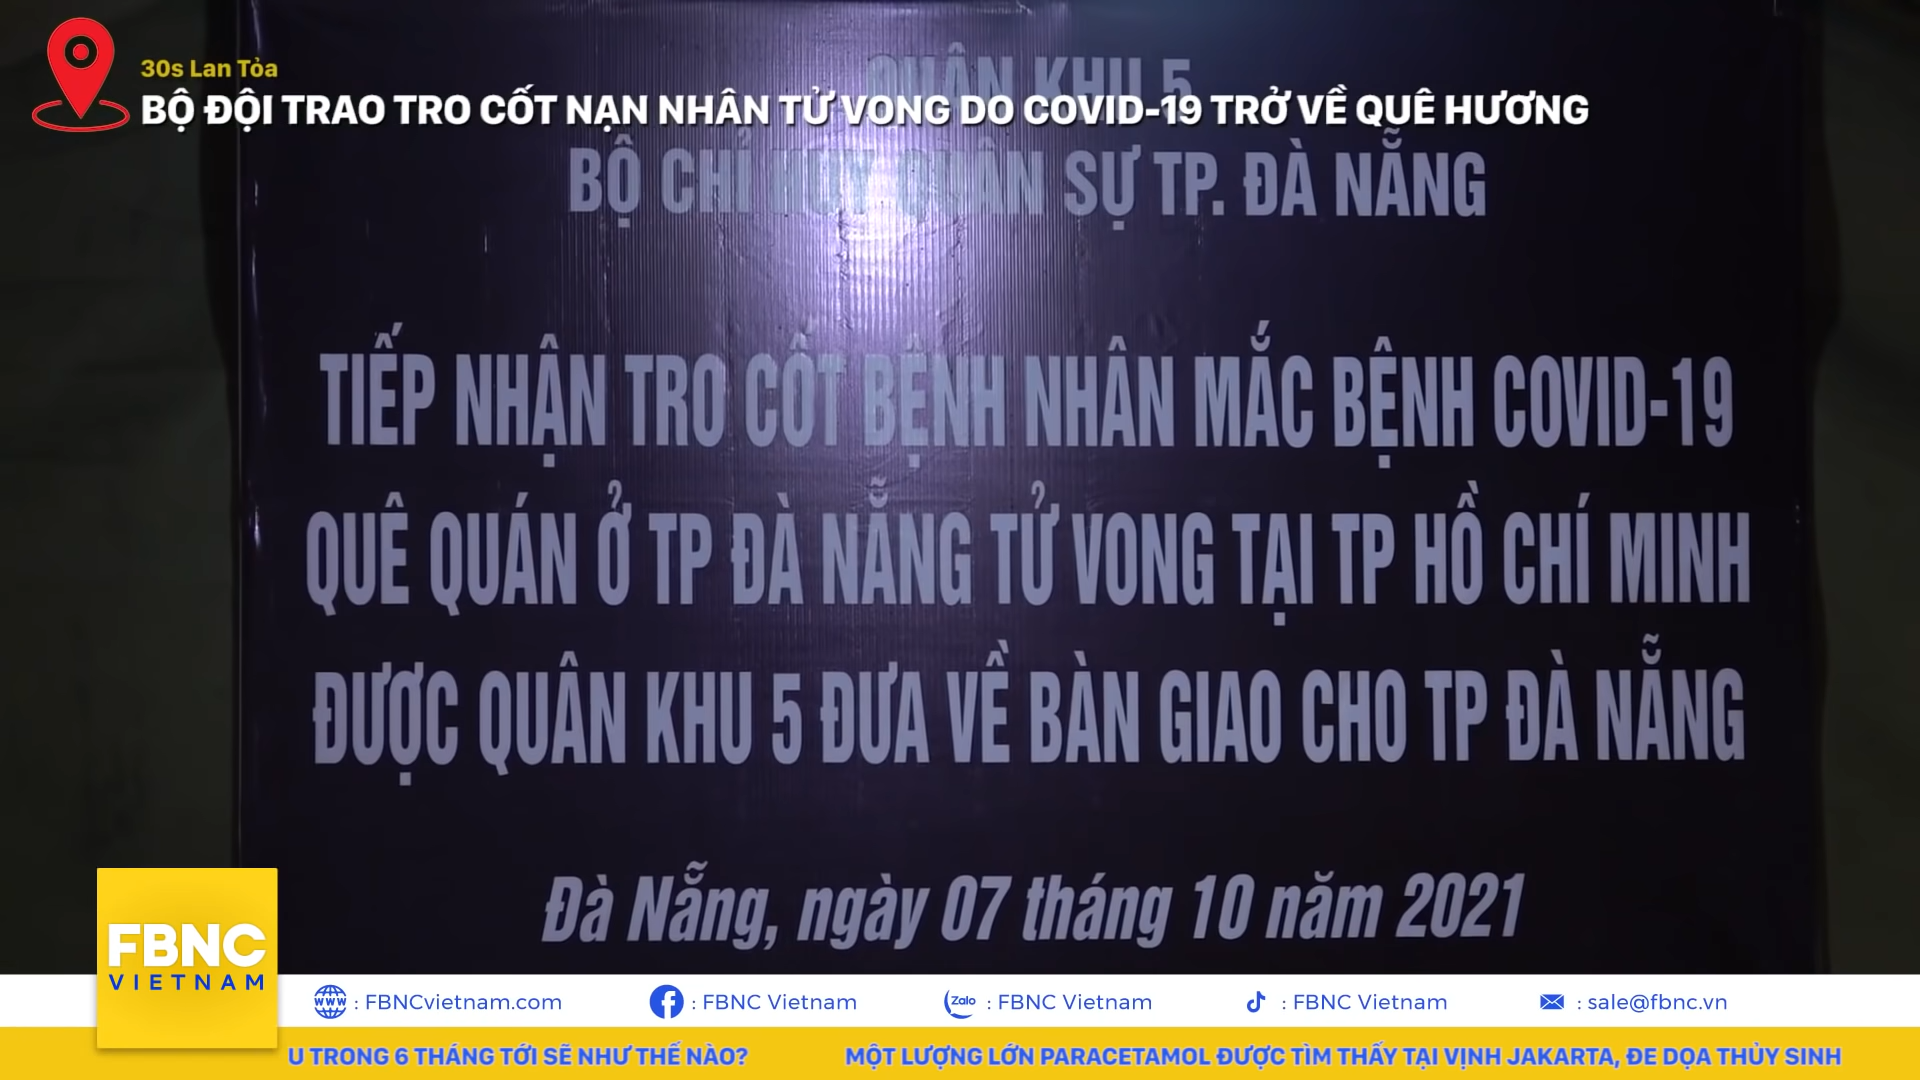 30s Lan Tỏa
BỘ ĐỘI TRAO TRO CỐT NẠN NHÂN TỬ VONG DO COVID-19 TRỞ VỀ QUÊ HƯƠNG
QUÂN KHU 5
BỘ CHỈ HUY QUÂN SỰ TP. ĐÀ NẴNG
TIẾP NHẬN TRO CỐT BỆNH NHÂN MẮC BỆNH COVID-19
QUÊ QUÁN Ở TP ĐÀ NẴNG TỬ VONG TẠI TP HỒ CHÍ MINH
ĐƯỢC QUÂN KHU 5 ĐƯA VỀ BÀN GIAO CHO TP ĐÀ NẴNG
Đà Nẵng, ngày 07 tháng 10 năm 2021
FBNC
VIETNAM
www : FBNCvietnam.com : FBNC Vietnam Zalo : FBNC Vietnam : FBNC Vietnam : sale@fbnc.vn
U TRONG 6 THÁNG TỚI SẼ NHƯ THẾ NÀO? MỘT LƯỢNG LỚN PARACETAMOL ĐƯỢC TÌM THẤY TẠI VỊNH JAKARTA, ĐE DỌA THỦY SINH